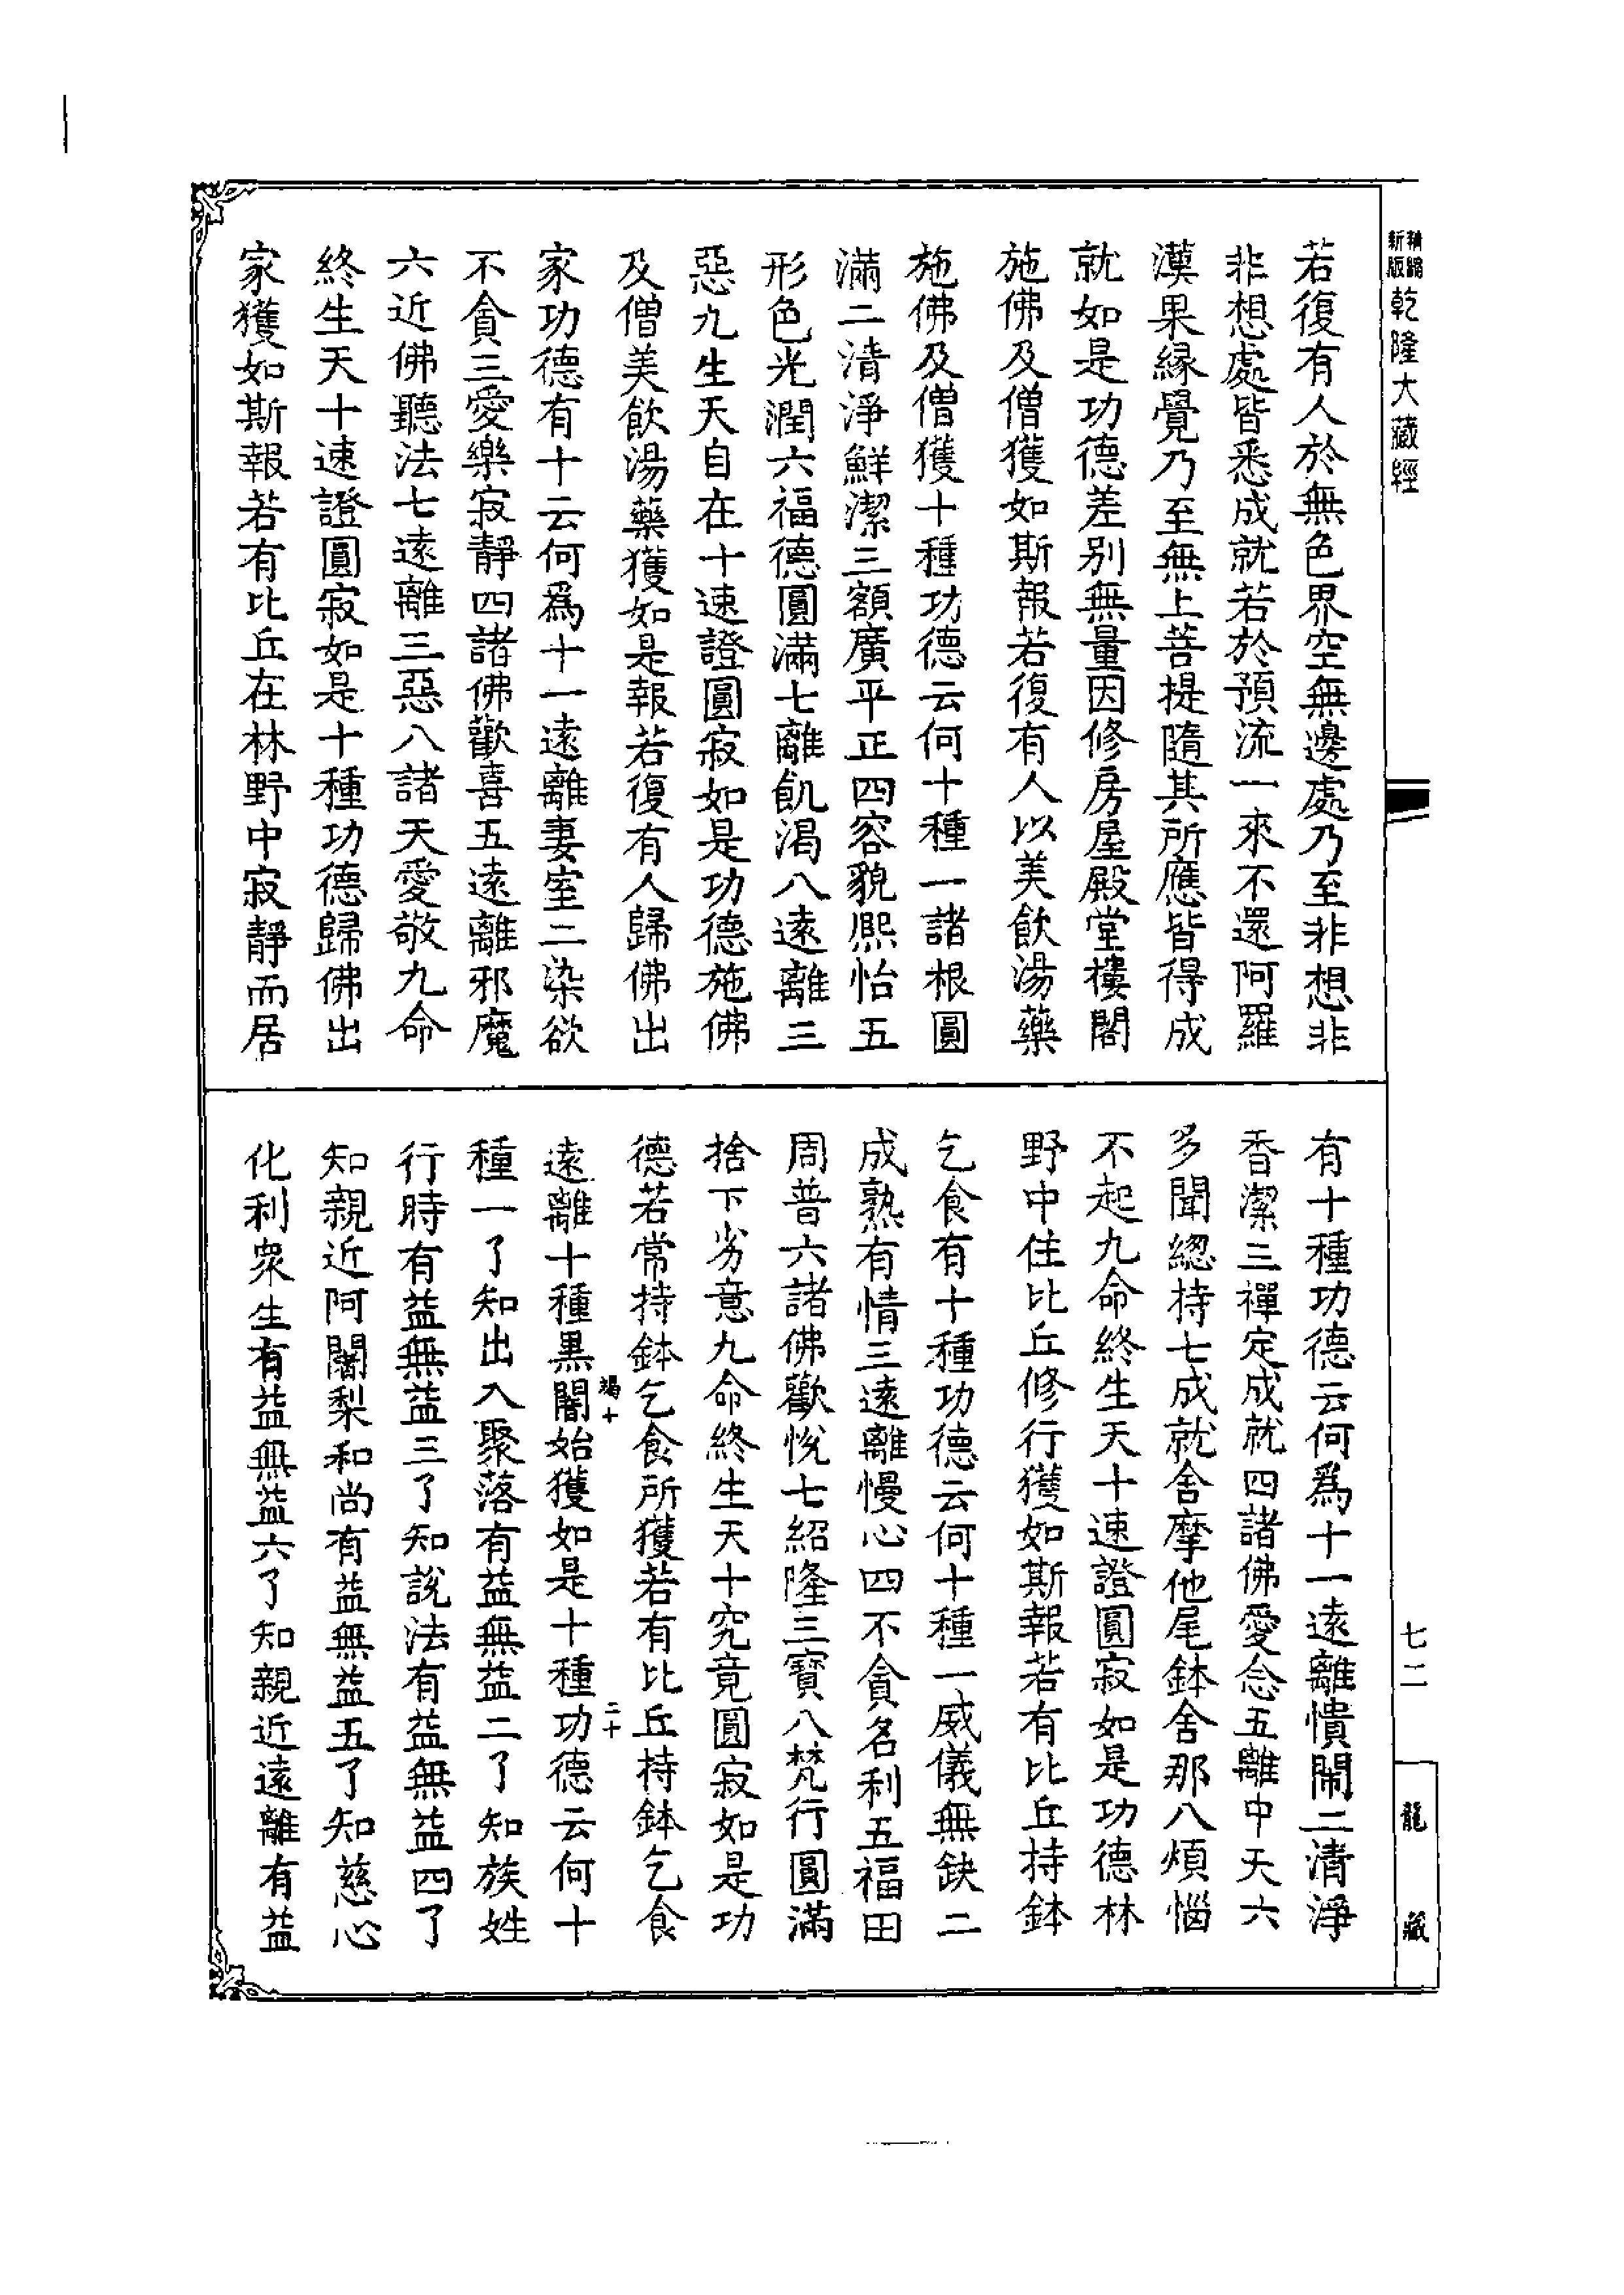 精縮
新版
乾隆大藏經
若復有人於無色界空無邊處乃至非想非
非想處皆悉成就若於預流一來不還阿羅
漢果緣覺乃至無上菩提隨其所應皆得成
就如是功德差別無量因修房屋殿堂樓閣
施佛及僧獲如斯報若復有人以美飲湯藥
施佛及僧獲十種功德云何十種一諸根圓
滿二清淨鮮潔三額廣平正四容貌熙怡五
形色光潤六福德圓滿七離飢渴八遠離三
惡九生天自在十速證圓寂如是功德施佛
及僧美飲湯藥獲如是報若復有人歸佛出
家功德有十云何為十一遠離妻室二染欲
不貪三愛樂寂靜四諸佛歡喜五遠離邪魔
六近佛聽法七遠離三惡八諸天愛敬九命
終生天十速證圓寂如是十種功德歸佛出
家獲如斯報若有比丘在林野中寂靜而居
有十種功德云何為十一遠離憒鬧二清淨
香潔三禪定成就四諸佛愛念五離中夭六
多聞總持七成就舍摩他尾鉢舍那八煩惱
不起九命終生天十速證圓寂如是功德林
野中住比丘修行獲如斯報若有比丘持鉢
乞食有十種功德云何十種一威儀無缺二
成熟有情三遠離慢心四不貪名利五福田
周普六諸佛歡悅七紹隆三寶八梵行圓滿
捨下劣意九命終生天十究竟圓寂如是功
德若常持鉢乞食所獲若有比丘持鉢乞食
竭十
二十
遠離十種黑闇始獲如是十種功德云何十
種一了知出入聚落有益無益二了知族姓
行時有益無益三了知說法有益無益四了
知親近阿闍梨和尚有益無益五了知慈心
化利眾生有益無益六了知親近遠離有益
七二
龍藏